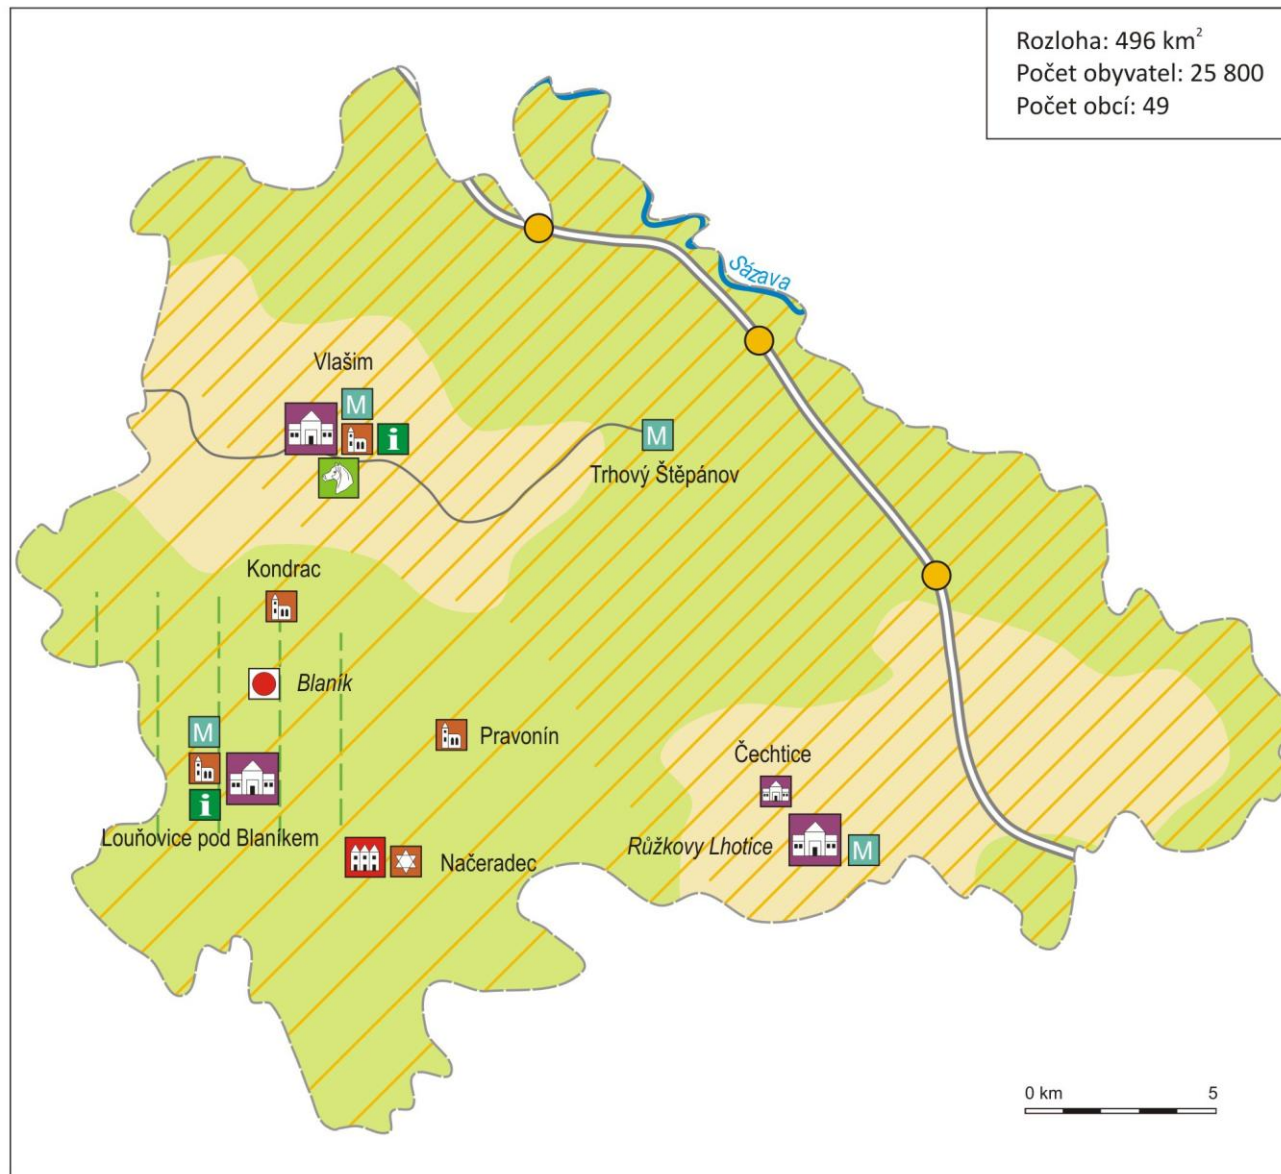 Rozloha: 496 km²
Počet obyvatel: 25 800
Počet obcí: 49
Sázava
Vlašim
M
i
M
Trhový Štěpánov
Kondrac
Blaník
M
i
Louňovice pod Blaníkem
Pravonín
Načeradec
Čechtice
Růžkovy Lhotice
M
0 km 5